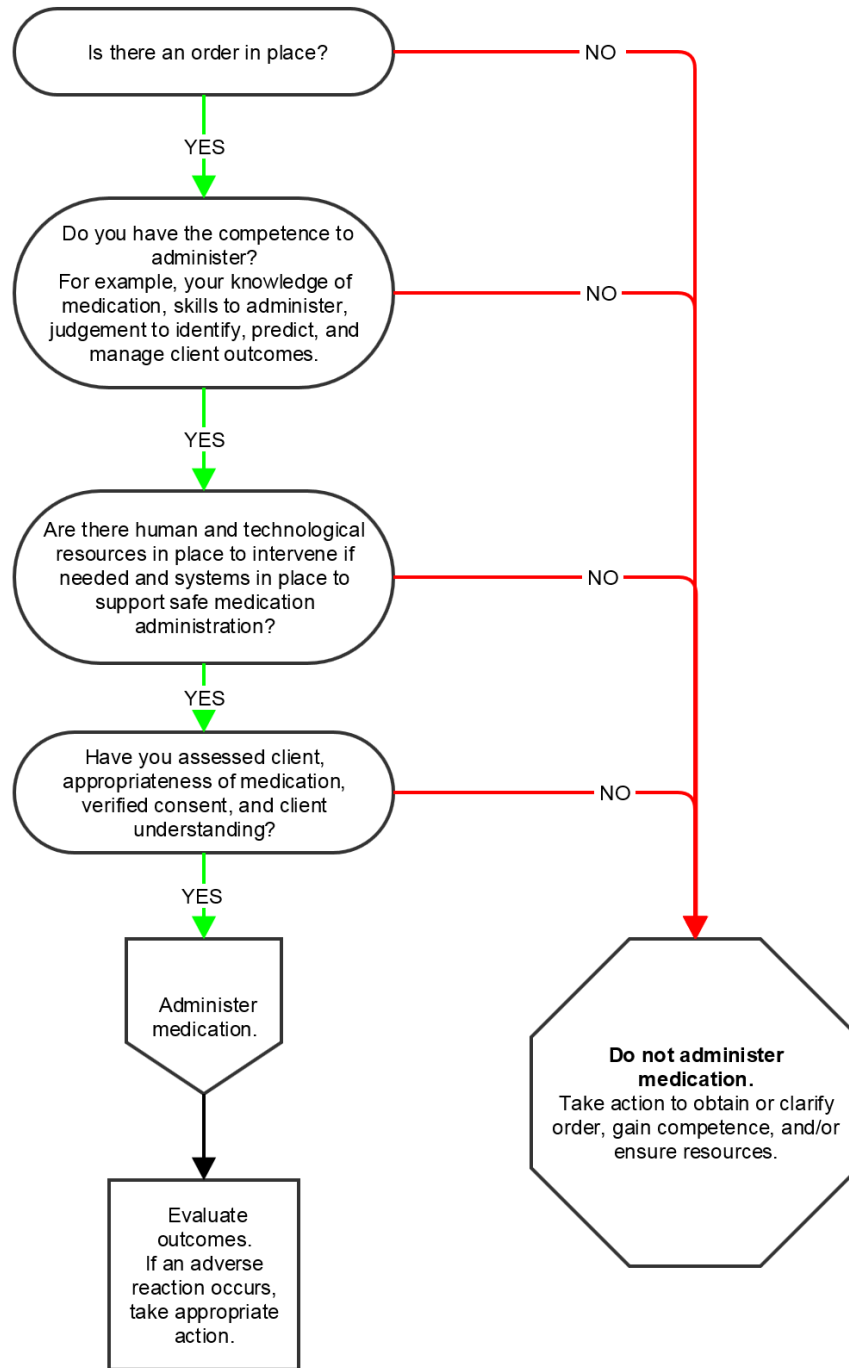 Is there an order in place?
NO
YES
Do you have the competence to
administer?
For example, your knowledge of
medication, skills to administer,
judgement to identify, predict, and
manage client outcomes.
NO
YES
Are there human and technological
resources in place to intervene if
needed and systems in place to
support safe medication
administration?
NO
YES
Have you assessed client,
appropriateness of medication,
verified consent, and client
understanding?
NO
YES
Administer
medication.
Do not administer
medication.
Take action to obtain or clarify
order, gain competence, and/or
ensure resources.
Evaluate
outcomes.
If an adverse
reaction occurs,
take appropriate
action.